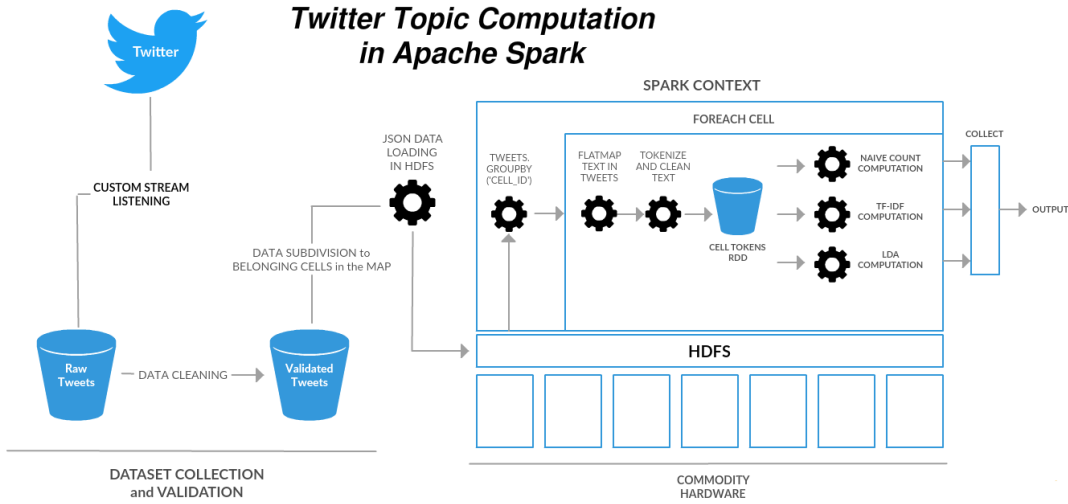 Twitter Topic Computation
in Apache Spark
Twitter
CUSTOM STREAM
LISTENING
Raw
Tweets
DATA CLEANING
Validated
Tweets
DATA SUBDIVISION to
BELONGING CELLS in the MAP
JSON DATA
LOADING
IN HDFS
DATASET COLLECTION
and VALIDATION
SPARK CONTEXT
FOREACH CELL
TWEETS.
GROUPBY
('CELL_ID')
FLATMAP
TEXT IN
TWEETS
TOKENIZE
AND CLEAN
TEXT
CELL TOKENS
RDD
NAIVE COUNT
COMPUTATION
TF-IDF
COMPUTATION
LDA
COMPUTATION
COLLECT
OUTPUT
HDFS
COMMODITY
HARDWARE